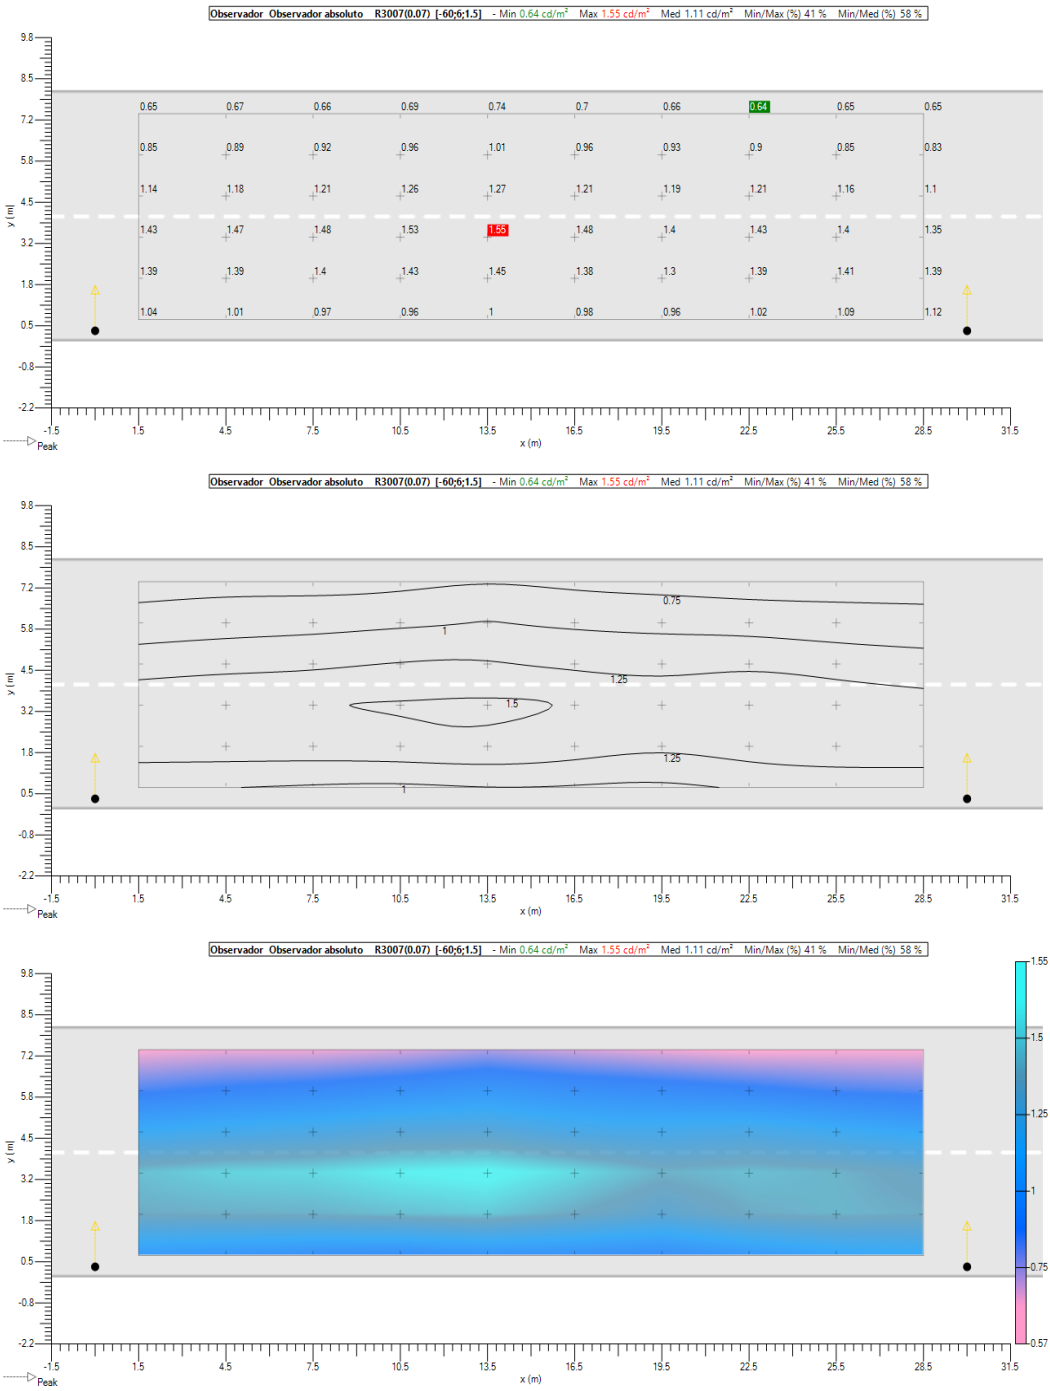 Observador Observador absoluto R3007(0.07) [-60;6;1.5] - Min 0.64 cd/m² Max 1.55 cd/m² Med 1.11 cd/m² Min/Max (%) 41 % Min/Med (%) 58 %
9.8
8.5
0.65 0.67 0.66 0.69 0.74 0.7 0.66 0.64 0.65 0.65
7.2
0.85 0.89 0.92 0.96 1.01 0.96 0.93 0.9 0.85 0.83
5.8
1.14 1.18 1.21 1.26 1.27 1.21 1.19 1.21 1.16 1.1
4.5
y (m)
1.43 1.47 1.48 1.53 1.55 1.48 1.4 1.43 1.4 1.35
3.2
1.39 1.39 1.4 1.43 1.45 1.38 1.3 1.39 1.41 1.39
1.8
1.04 1.01 0.97 0.96 1 0.98 0.96 1.02 1.09 1.12
0.5
-0.8
-2.2
-1.5 1.5 4.5 7.5 10.5 13.5 16.5 19.5 22.5 25.5 28.5 31.5
Peak x (m)
Observador Observador absoluto R3007(0.07) [-60;6;1.5] - Min 0.64 cd/m² Max 1.55 cd/m² Med 1.11 cd/m² Min/Max (%) 41 % Min/Med (%) 58 %
9.8
8.5
7.2
0.75
5.8
1
4.5
1.25
y (m)
3.2
1.5
1.8
1.25
0.5
1
-0.8
-2.2
-1.5 1.5 4.5 7.5 10.5 13.5 16.5 19.5 22.5 25.5 28.5 31.5
Peak x (m)
Observador Observador absoluto R3007(0.07) [-60;6;1.5] - Min 0.64 cd/m² Max 1.55 cd/m² Med 1.11 cd/m² Min/Max (%) 41 % Min/Med (%) 58 %
1.55
9.8
8.5
1.5
7.2
5.8
1.25
4.5
y (m)
3.2
1
1.8
0.75
0.5
-0.8
0.57
-2.2
-1.5 1.5 4.5 7.5 10.5 13.5 16.5 19.5 22.5 25.5 28.5 31.5
Peak x (m)